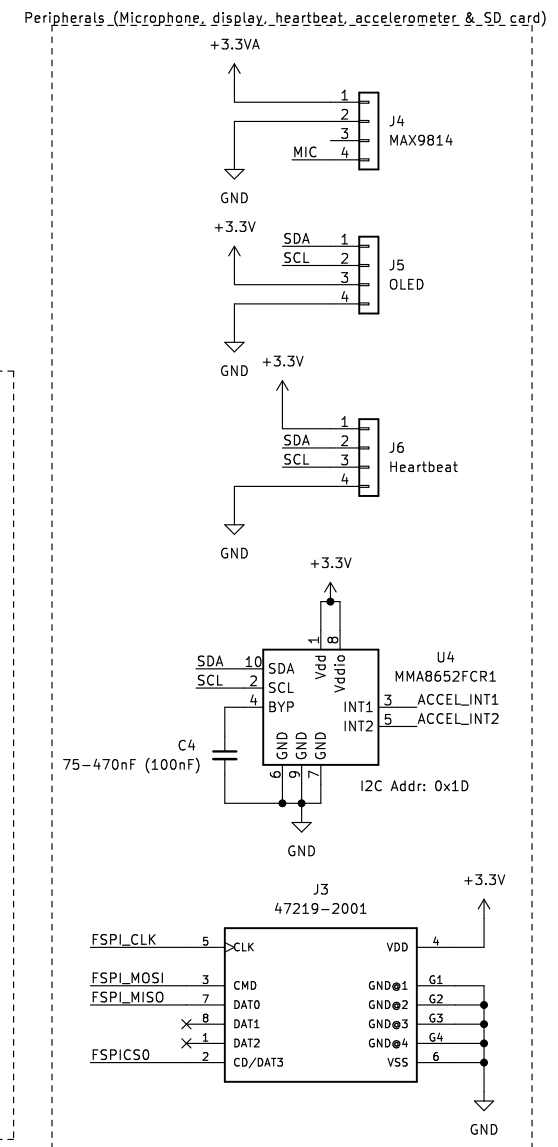 Peripherals (Microphone, display, heartbeat, accelerometer & SD card)
+3.3VA
1
2
3
MIC 4
J4
MAX9814
GND
+3.3V
SDA 1
SCL 2
3
4
J5
OLED
GND
+3.3V
1
SDA 2
SCL 3
4
J6
Heartbeat
GND
+3.3V
1 8
Vdd Vddio
U4
MMA8652FCR1
SDA 10 SDA
SCL 2 SCL
4 BYP
INT1 3 ACCEL_INT1
INT2 5 ACCEL_INT2
GND GND GND
6 9 7
C4
75-470nF (100nF)
I2C Addr: 0x1D
GND
J3
47219-2001
+3.3V
FSPI_CLK 5 CLK VDD 4
FSPI_MOSI 3 CMD GND@1 G1
FSPI_MISO 7 DAT0 GND@2 G2
8 DAT1 GND@3 G3
1 DAT2 GND@4 G4
FSPICS0 2 CD/DAT3 VSS 6
GND